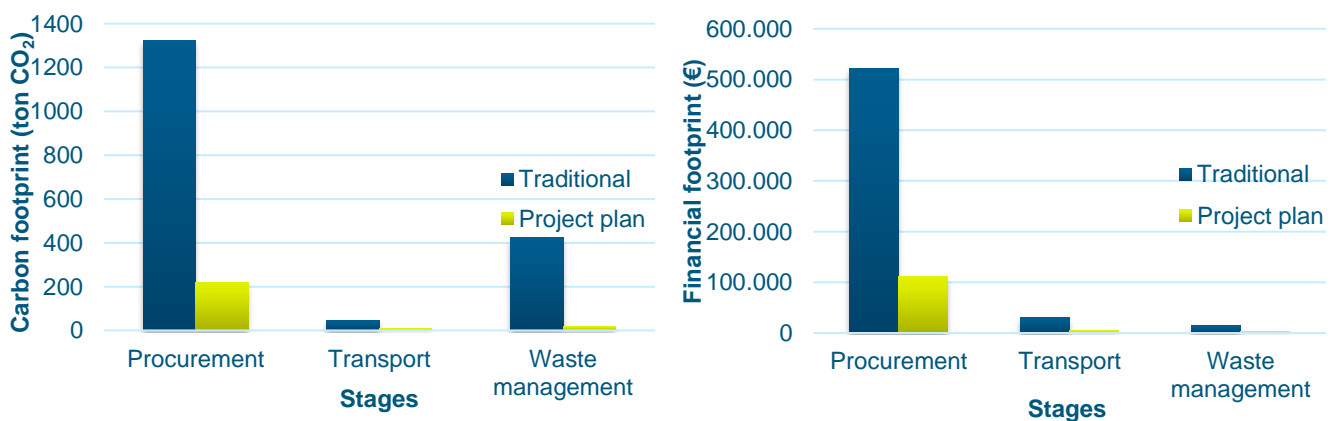 Carbon footprint (ton CO₂)
1400
1200
1000
800
600
400
200
0
Traditional
Project plan
Procurement
Transport
Waste
management
Stages
Financial footprint (€)
600.000
500.000
400.000
300.000
200.000
100.000
0
Traditional
Project plan
Procurement
Transport
Waste
management
Stages